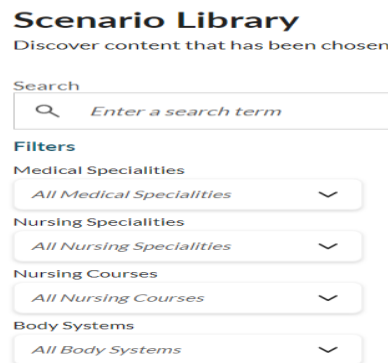 Scenario Library
Discover content that has been chosen
Search
Enter a search term
Filters
Medical Specialities
All Medical Specialities
Nursing Specialities
All Nursing Specialities
Nursing Courses
All Nursing Courses
Body Systems
All Body Systems